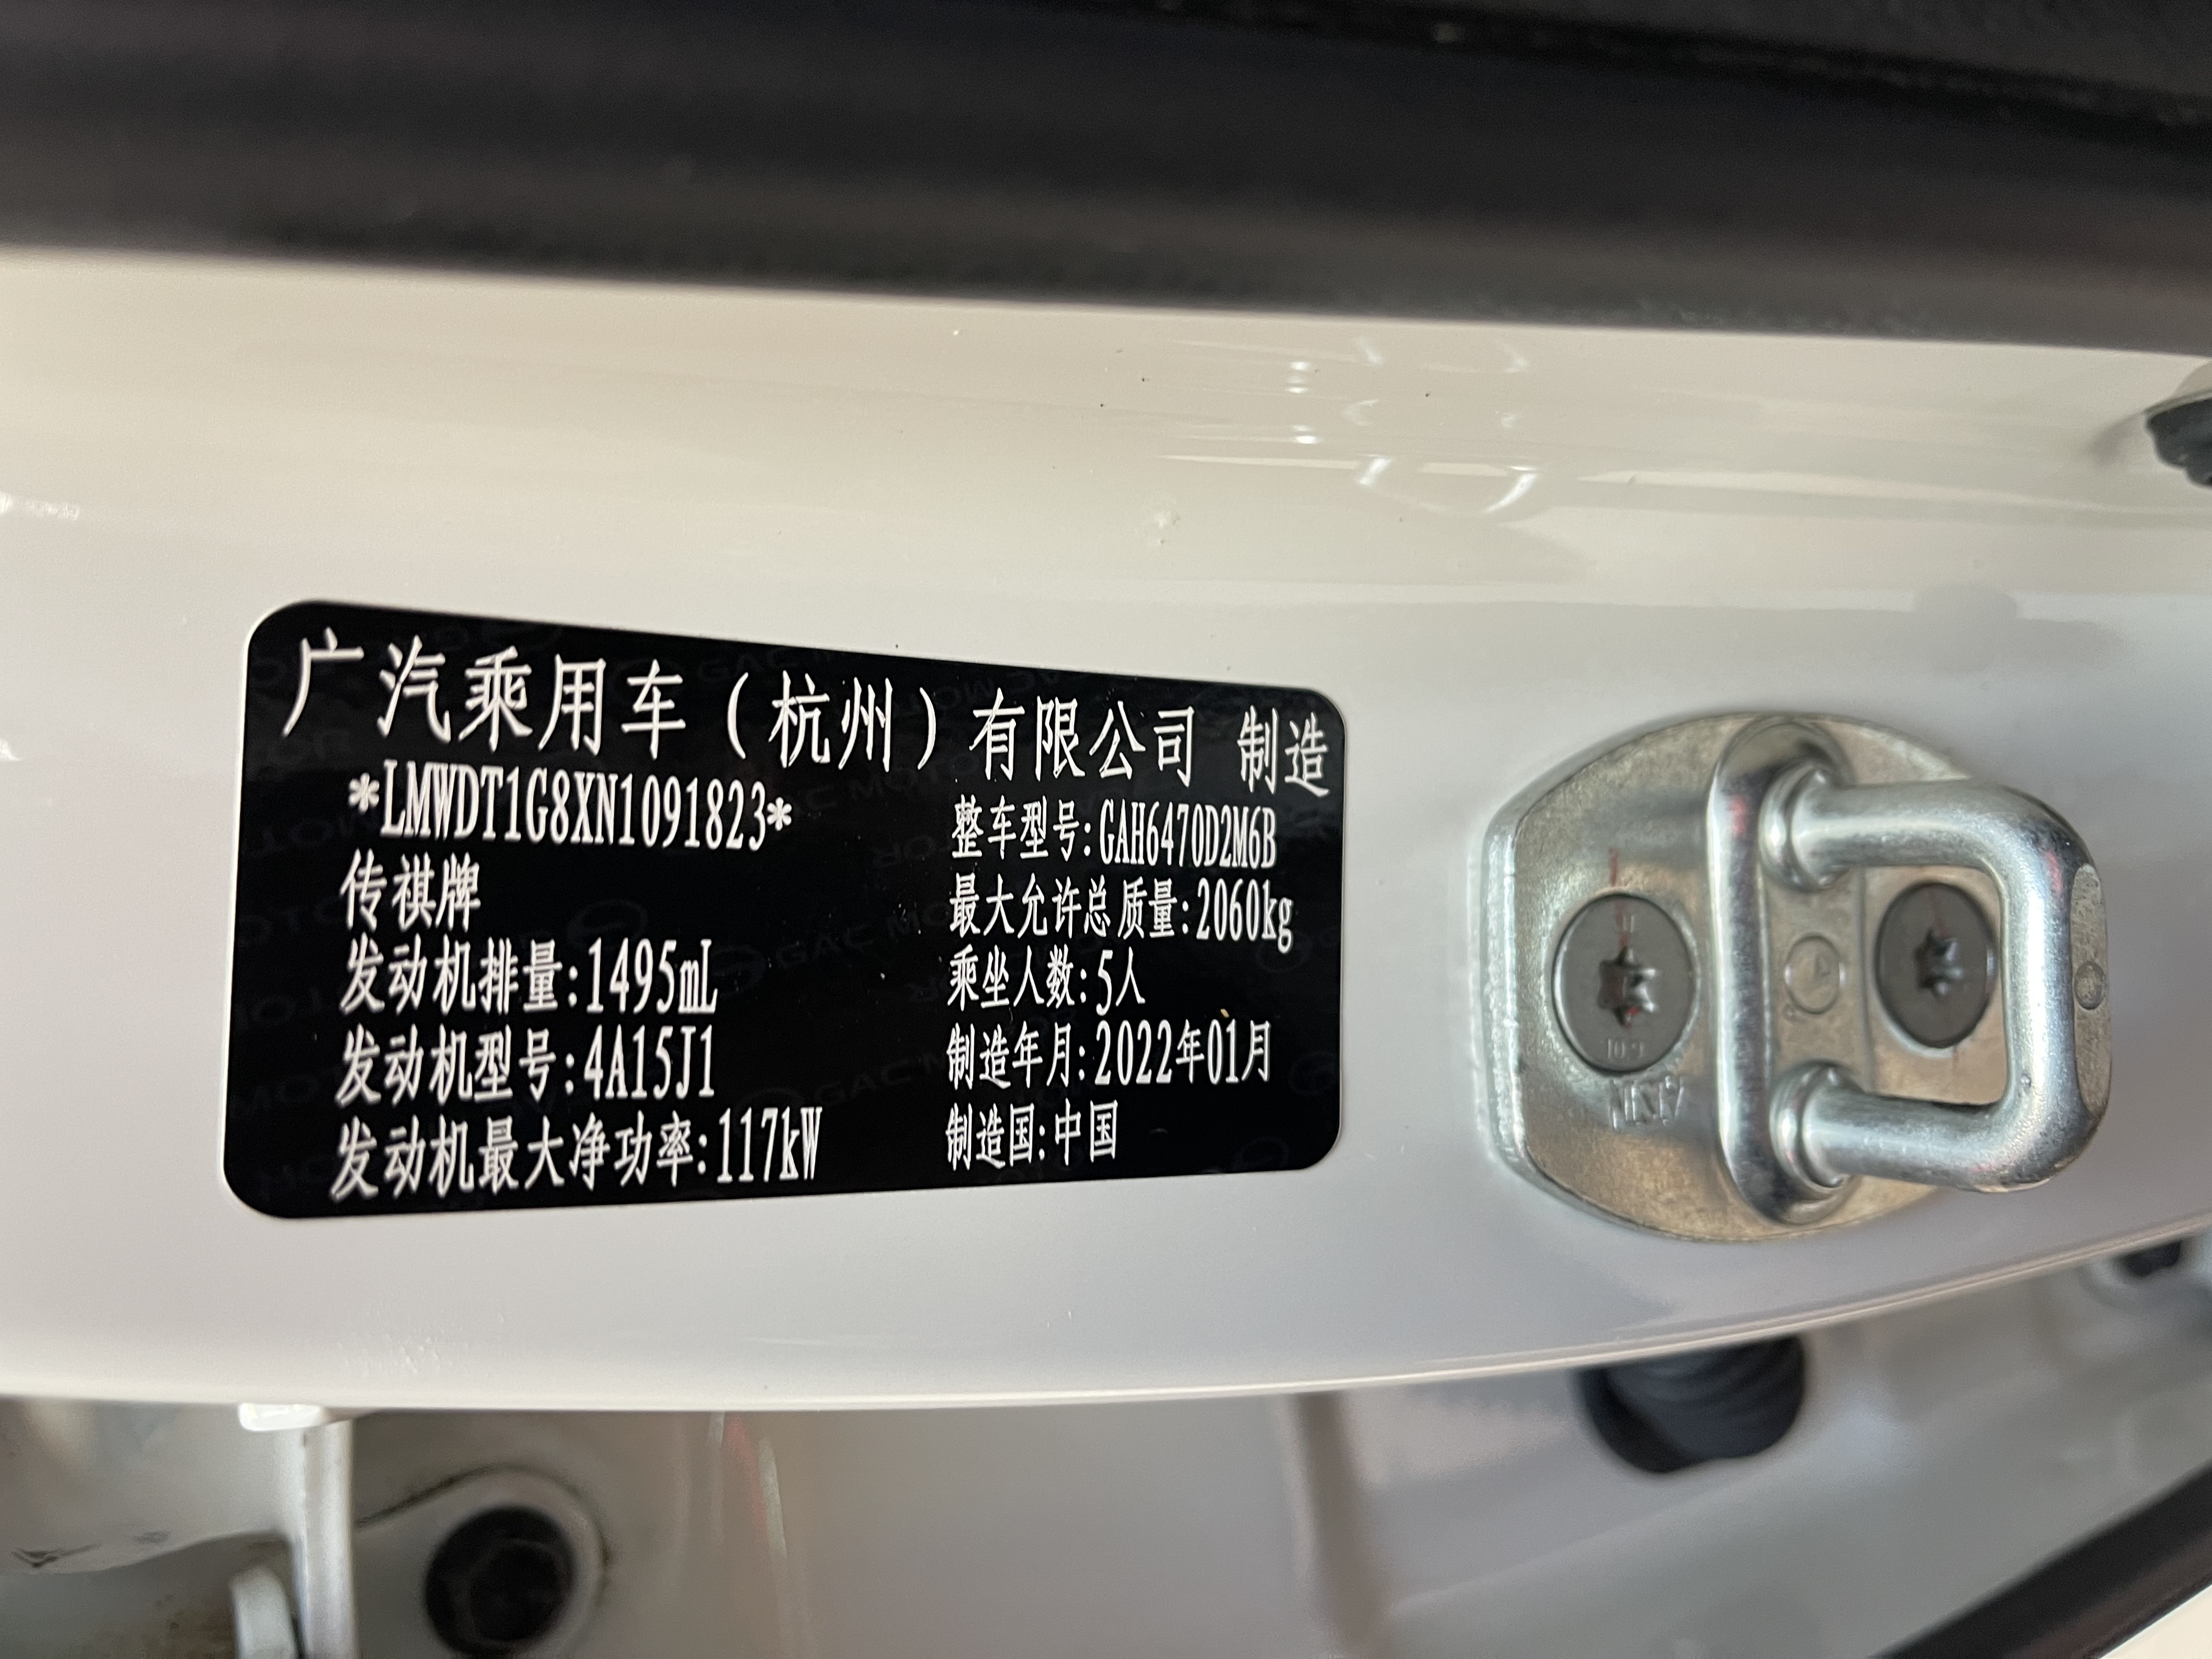 广汽乘用车（杭州）有限公司 制造
*LMWDT1G8XN1091823*
传祺牌
发动机排量:1495mL
发动机型号:4A15J1
发动机最大净功率:117kW
整车型号:GAH6470D2M6B
最大允许总质量:2060kg
乘坐人数:5人
制造年月:2022年01月
制造国:中国
GAC MOTOR